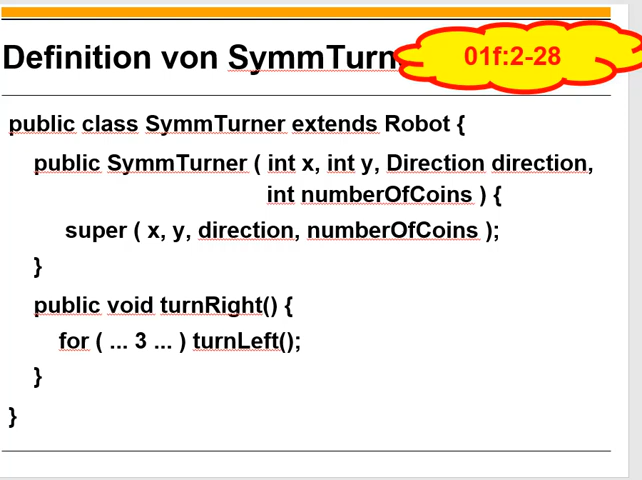 Definition von SymmTurn
01f:2-28
public class SymmTurner extends Robot {
public SymmTurner ( int x, int y, Direction direction,
int numberOfCoins ) {
super ( x, y, direction, numberOfCoins );
}
public void turnRight() {
for ( ... 3 ... ) turnLeft();
}
}